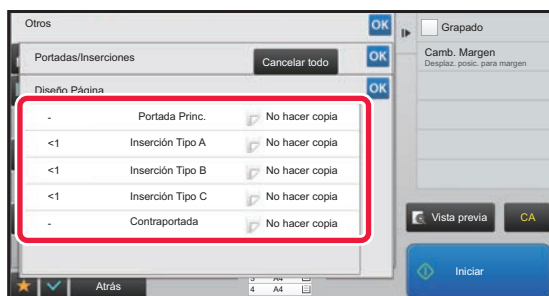 Otros
OK
Grapado
Portadas/Inserciones
Cancelar todo
OK
Camb. Margen
Desplaz. posic. para margen
Diseño Página
OK
- Portada Princ. No hacer copia
<1 Inserción Tipo A No hacer copia
<1 Inserción Tipo B No hacer copia
<1 Inserción Tipo C No hacer copia
- Contraportada No hacer copia
Vista previa
CA
Atrás
3 A4
4 A4
Iniciar